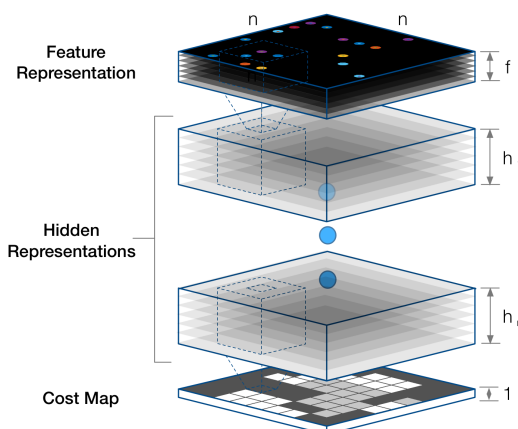 n n
Feature
Representation
f
h
Hidden
Representations
h
Cost Map
1